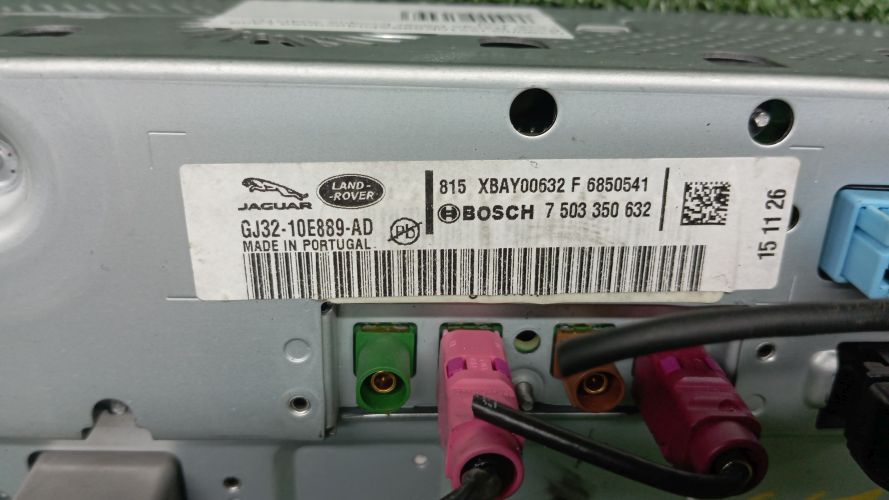 JAGUAR
LAND-
-ROVER
815 XBAY00632 F 6850541
BOSCH 7 503 350 632
GJ32-10E889-AD
Pb
MADE IN PORTUGAL
15 11 26